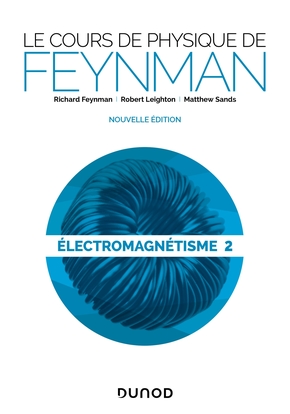 LE COURS DE PHYSIQUE DE
FEYNMAN
Richard Feynman | Robert Leighton | Matthew Sands
NOUVELLE ÉDITION
ÉLECTROMAGNÉTISME 2
DUNOD